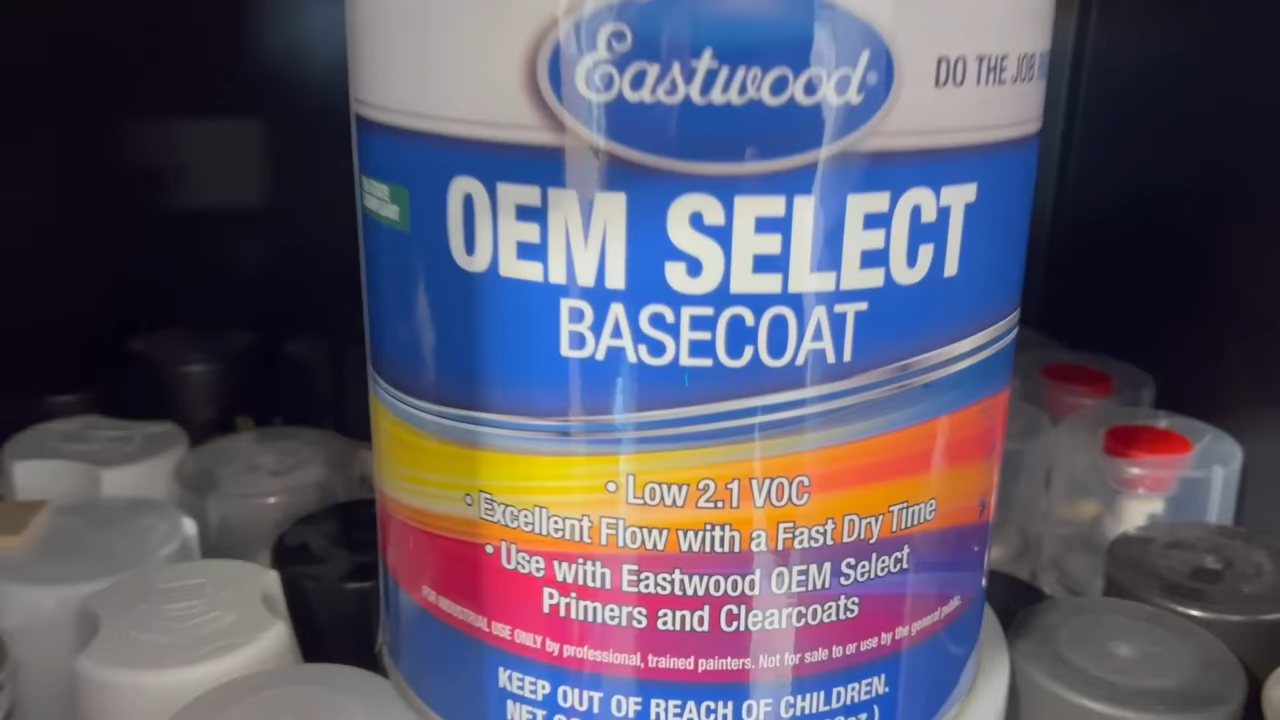 Eastwood
DO THE JOB
OEM SELECT
BASECOAT
• Low 2.1 VOC
• Excellent Flow with a Fast Dry Time
• Use with Eastwood OEM Select
Primers and Clearcoats
FOR INDUSTRIAL USE ONLY by professional, trained painters. Not for sale to or use by the general public.
KEEP OUT OF REACH OF CHILDREN.
NET